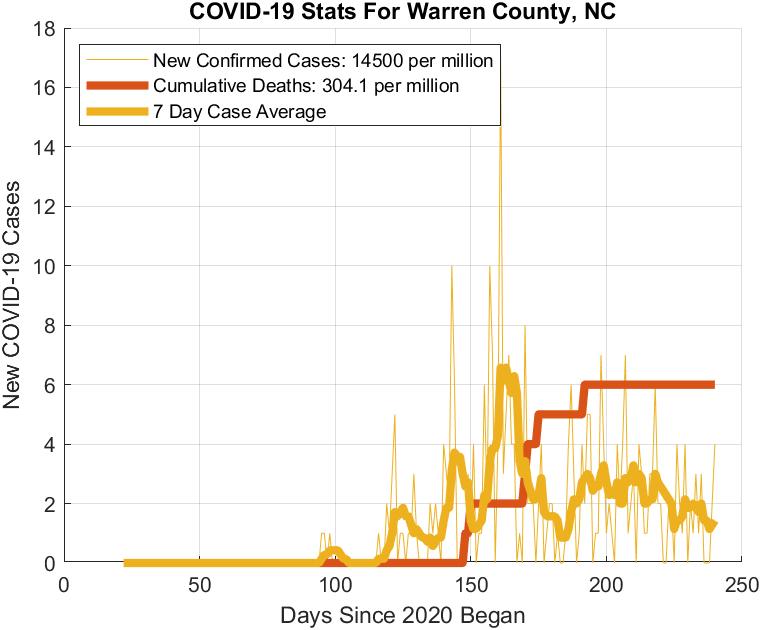 COVID-19 Stats For Warren County, NC
18
16
14
12
10
8
6
4
2
0
New COVID-19 Cases
New Confirmed Cases: 14500 per million
Cumulative Deaths: 304.1 per million
7 Day Case Average
0 50 100 150 200 250
Days Since 2020 Began